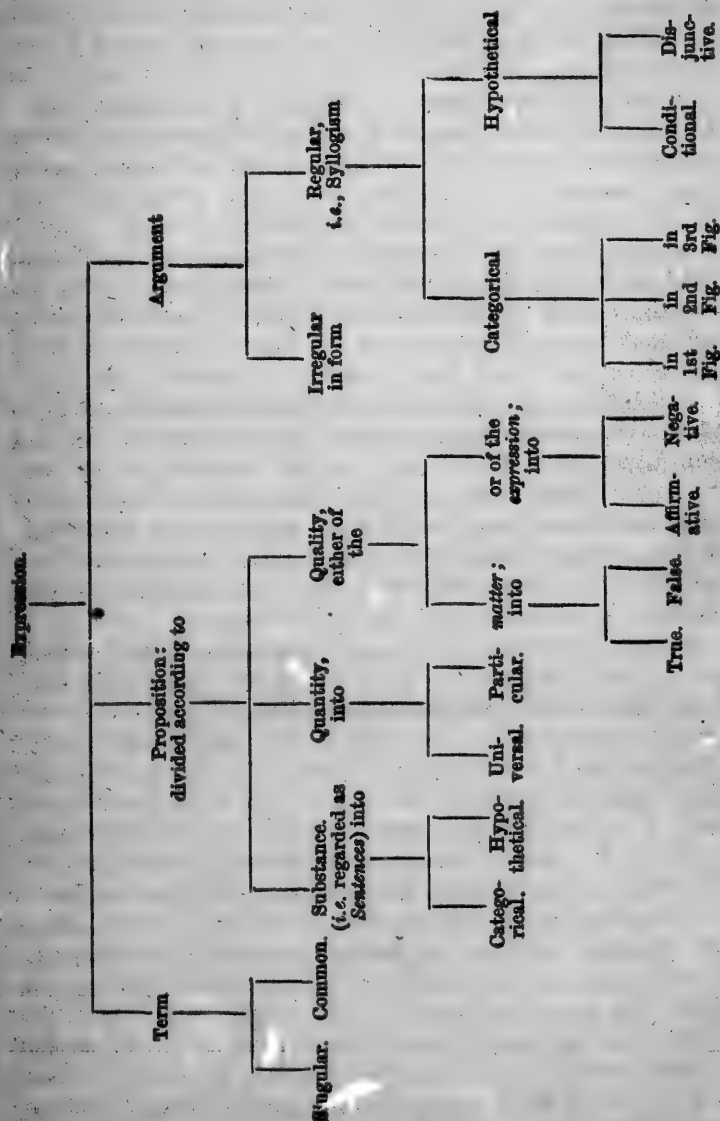 Expression.
Term
Proposition:
divided according to
Argument
Singular.
Common.
Substance.
(i.e. regarded as
Sentences) into
Quantity,
into
Quality,
either of
the
Irregular
in form
Regular,
i.e., Syllogism
Catego-
rical.
Hypo-
thetical.
Uni-
versal.
Parti-
cular.
matter;
into
or of the
expression;
into
Categorical
Hypothetical
True.
False.
Affirm-
ative.
Nega-
tive.
in
1st
Fig.
in
2nd
Fig.
in
3rd
Fig.
Condi-
tional.
Dis-
junc-
tive.